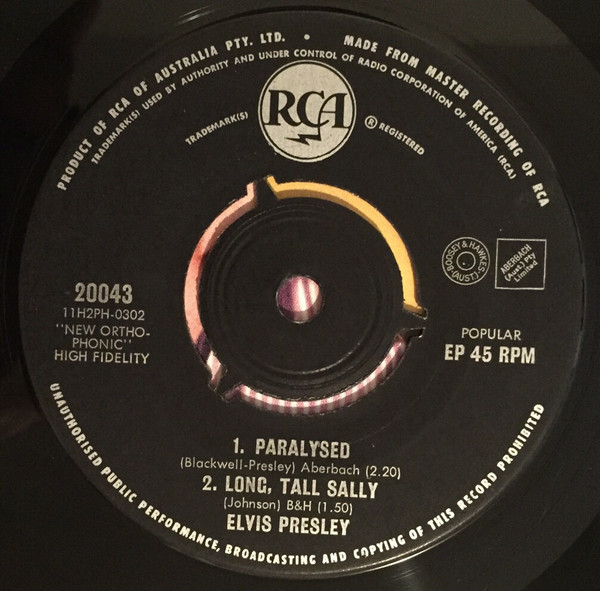 PRODUCT OF RCA OF AUSTRALIA PTY. LTD. • MADE FROM MASTER RECORDING OF RCA
TRADEMARK(S) USED BY AUTHORITY AND UNDER CONTROL OF RADIO CORPORATION OF AMERICA (RCA)
RCA
TRADEMARK(S) ® REGISTERED
BOOSEY & HAWKES (AUST.)
ABERBACH
(Aust.) Pty
Limited
20043
11H2PH-0302
"NEW ORTHO-
PHONIC"
HIGH FIDELITY
POPULAR
EP 45 RPM
1. PARALYSED
(Blackwell-Presley) Aberbach (2.20)
2. LONG, TALL SALLY
(Johnson) B&H (1.50)
ELVIS PRESLEY
UNAUTHORISED PUBLIC PERFORMANCE, BROADCASTING AND COPYING OF THIS RECORD PROHIBITED